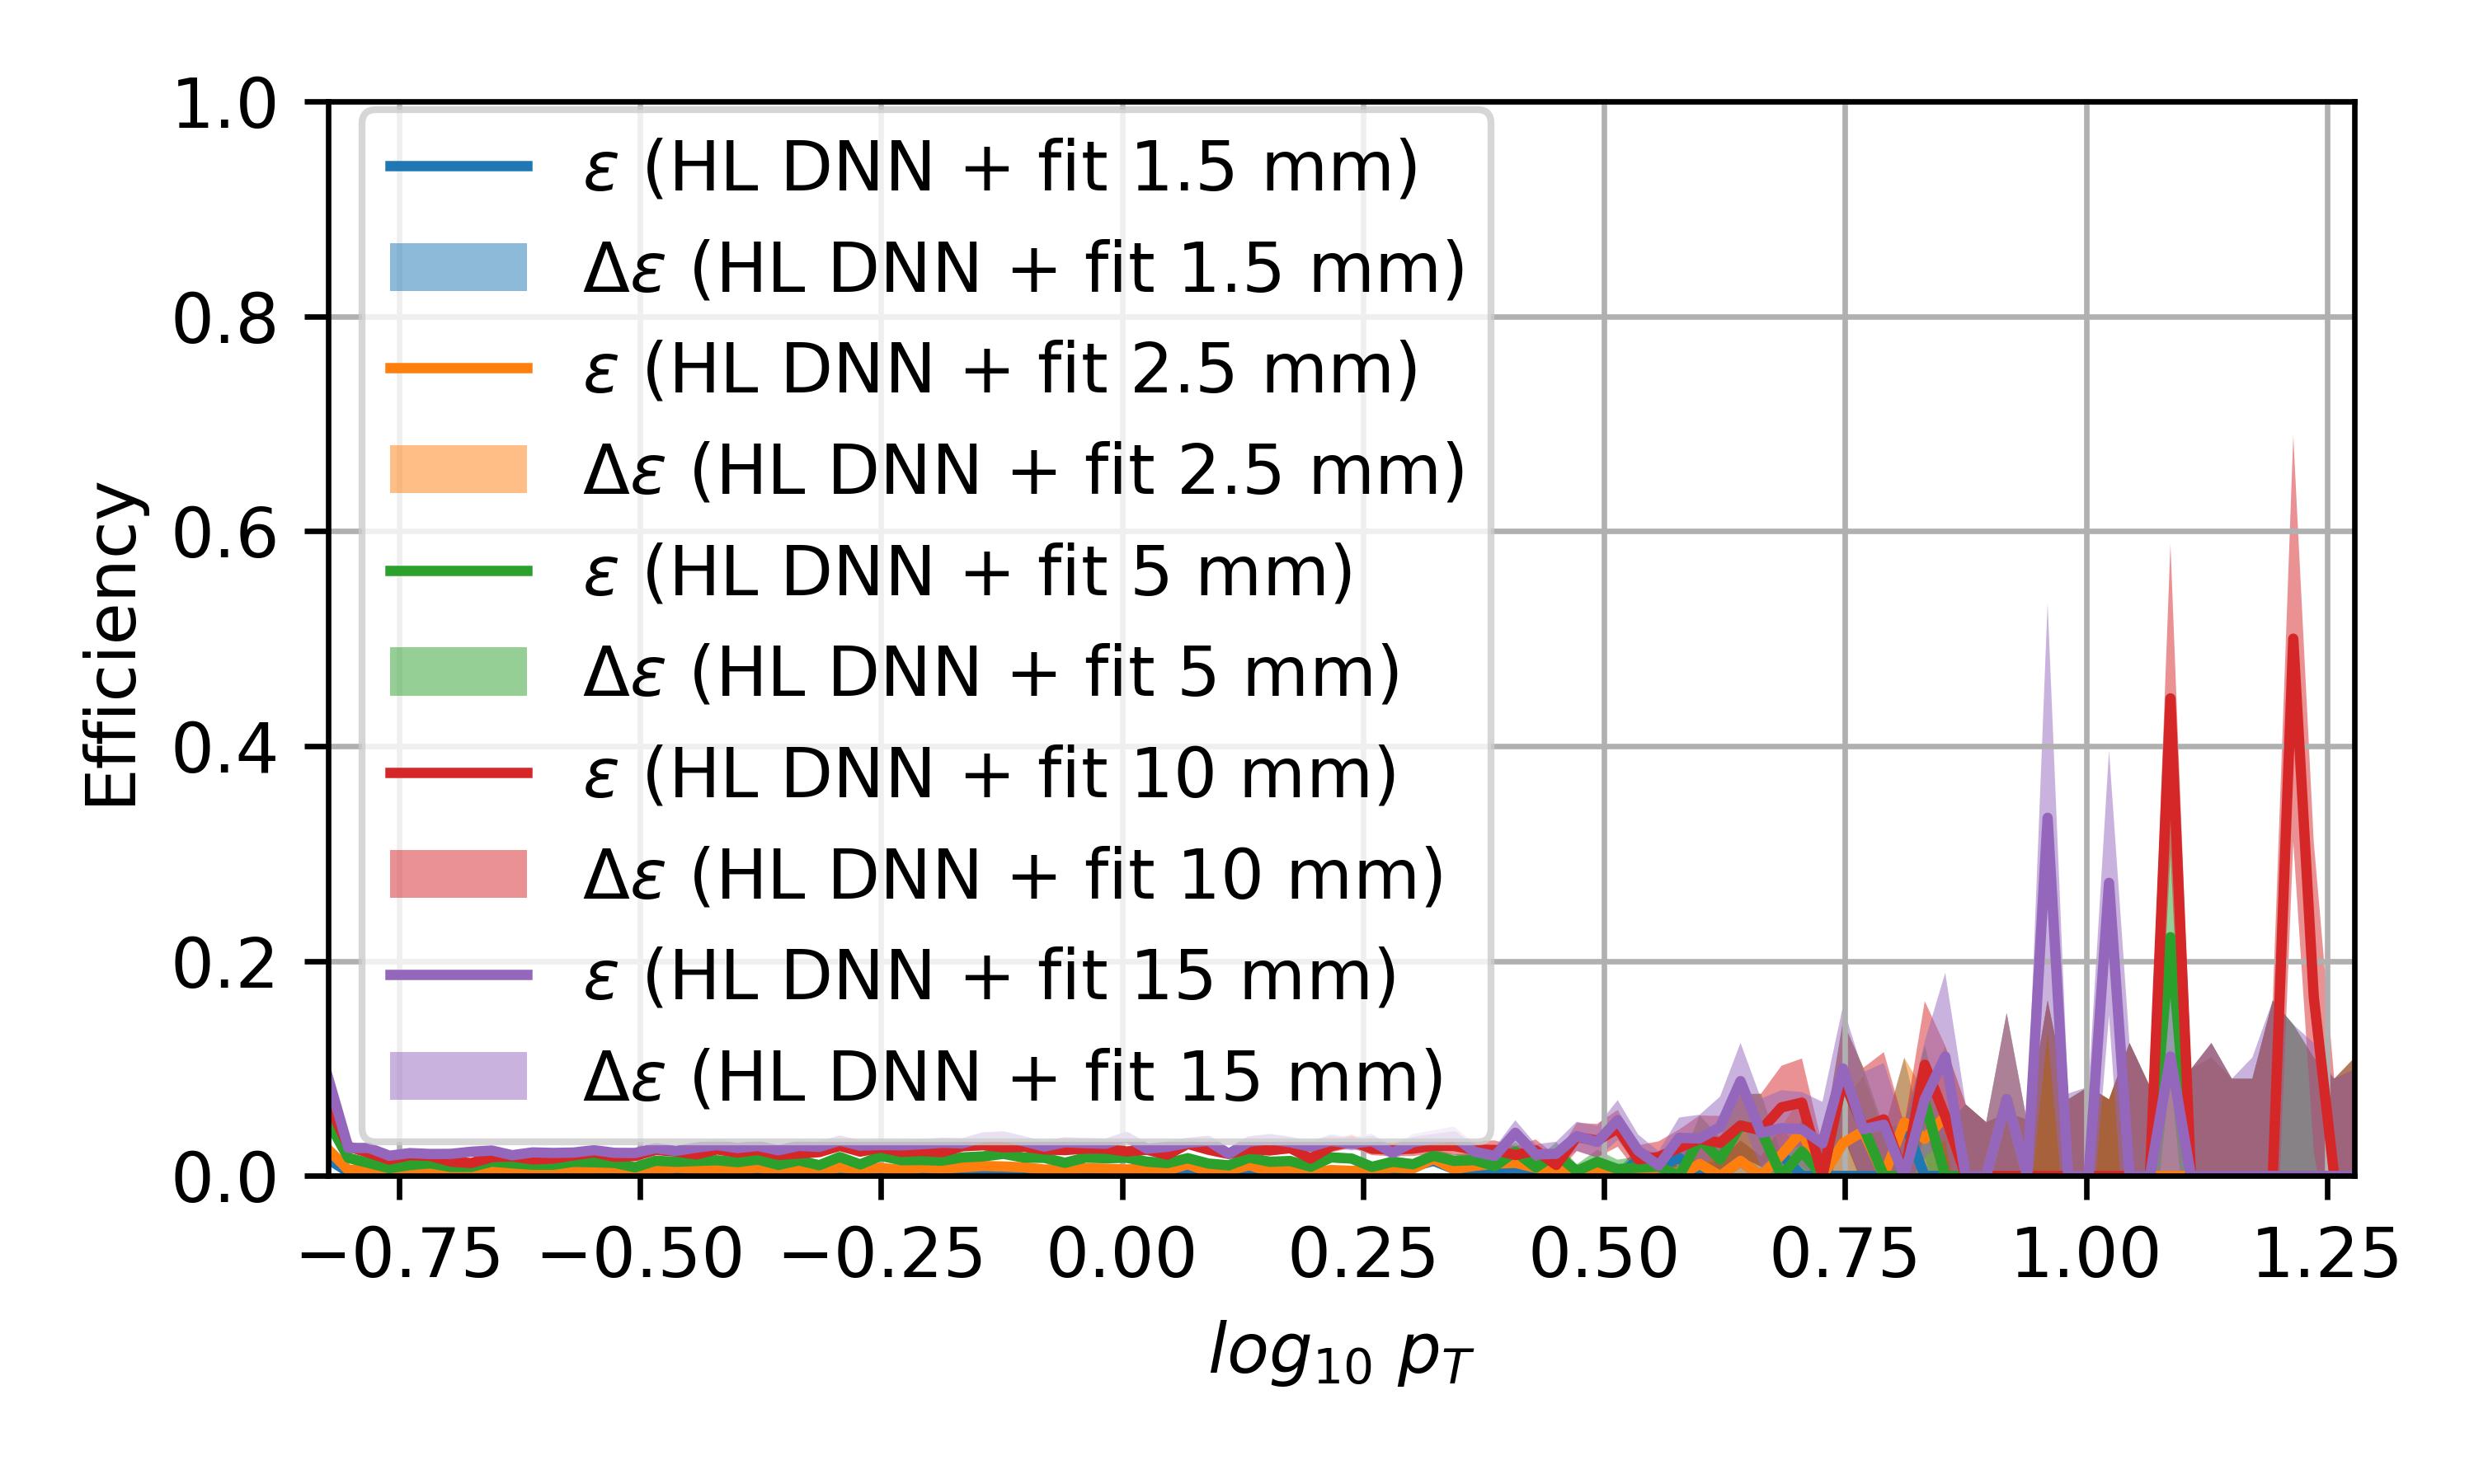 1.0
0.8
0.6
0.4
0.2
0.0
Efficiency
ε (HL DNN + fit 1.5 mm)
Δε (HL DNN + fit 1.5 mm)
ε (HL DNN + fit 2.5 mm)
Δε (HL DNN + fit 2.5 mm)
ε (HL DNN + fit 5 mm)
Δε (HL DNN + fit 5 mm)
ε (HL DNN + fit 10 mm)
Δε (HL DNN + fit 10 mm)
ε (HL DNN + fit 15 mm)
Δε (HL DNN + fit 15 mm)
−0.75 −0.50 −0.25 0.00 0.25 0.50 0.75 1.00 1.25
log₁₀ p_T